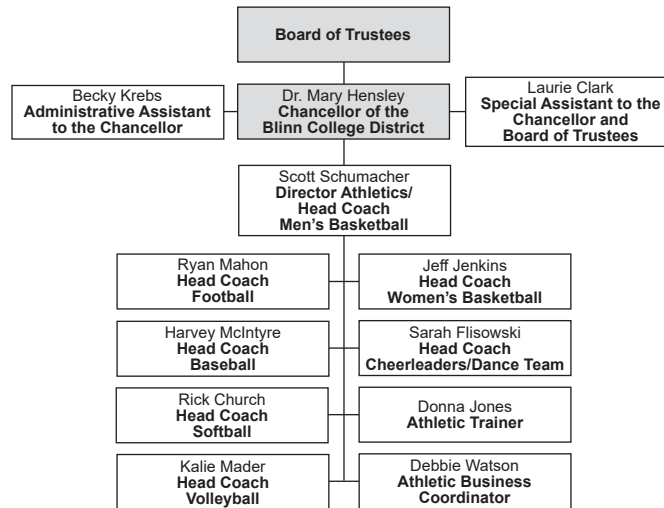 Board of Trustees
Becky Krebs
Administrative Assistant
to the Chancellor
Dr. Mary Hensley
Chancellor of the
Blinn College District
Laurie Clark
Special Assistant to the
Chancellor and
Board of Trustees
Scott Schumacher
Director Athletics/
Head Coach
Men's Basketball
Ryan Mahon
Head Coach
Football
Jeff Jenkins
Head Coach
Women's Basketball
Harvey McIntyre
Head Coach
Baseball
Sarah Flisowski
Head Coach
Cheerleaders/Dance Team
Rick Church
Head Coach
Softball
Donna Jones
Athletic Trainer
Kalie Mader
Head Coach
Volleyball
Debbie Watson
Athletic Business
Coordinator